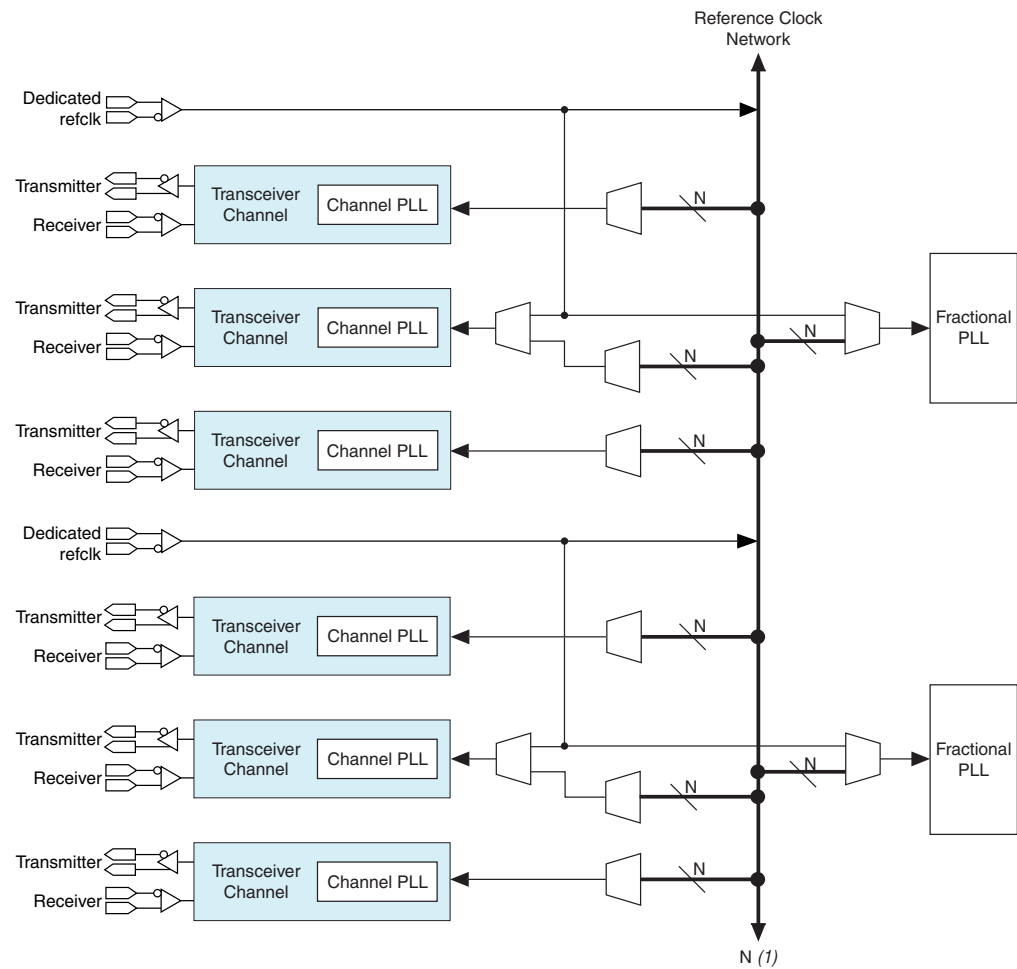 Reference Clock
Network
Dedicated
refclk
Transmitter
Receiver
Transceiver
Channel
Channel PLL
N
Transmitter
Receiver
Transceiver
Channel
Channel PLL
N
N
Fractional
PLL
Transmitter
Receiver
Transceiver
Channel
Channel PLL
N
Dedicated
refclk
Transmitter
Receiver
Transceiver
Channel
Channel PLL
N
Transmitter
Receiver
Transceiver
Channel
Channel PLL
N
N
Fractional
PLL
Transmitter
Receiver
Transceiver
Channel
Channel PLL
N
N (1)